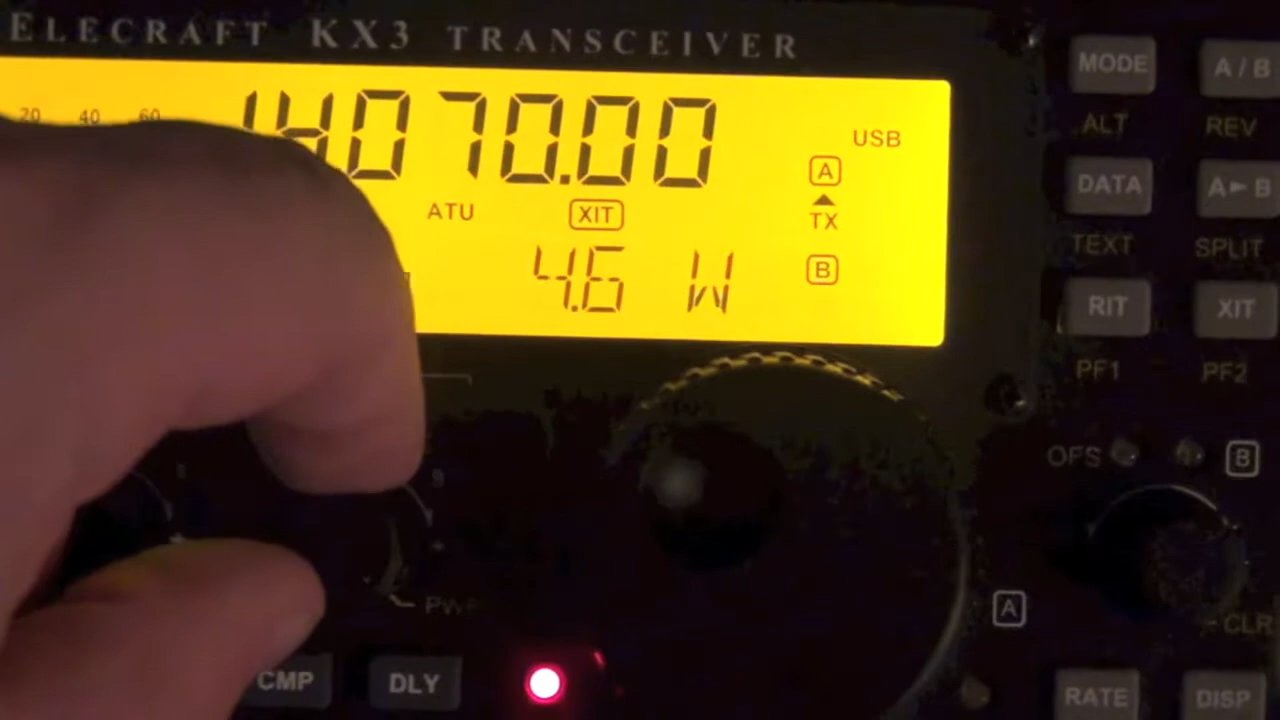 ELECRAFT KX3 TRANSCEIVER
20 40 60
14070.00
USB
A
TX
B
ATU XIT
4.6 W
MODE A / B
ALT REV
DATA A►B
TEXT SPLIT
RIT XIT
PF1 PF2
OFS B
A
CLR
PWR
CMP DLY
RATE DISP